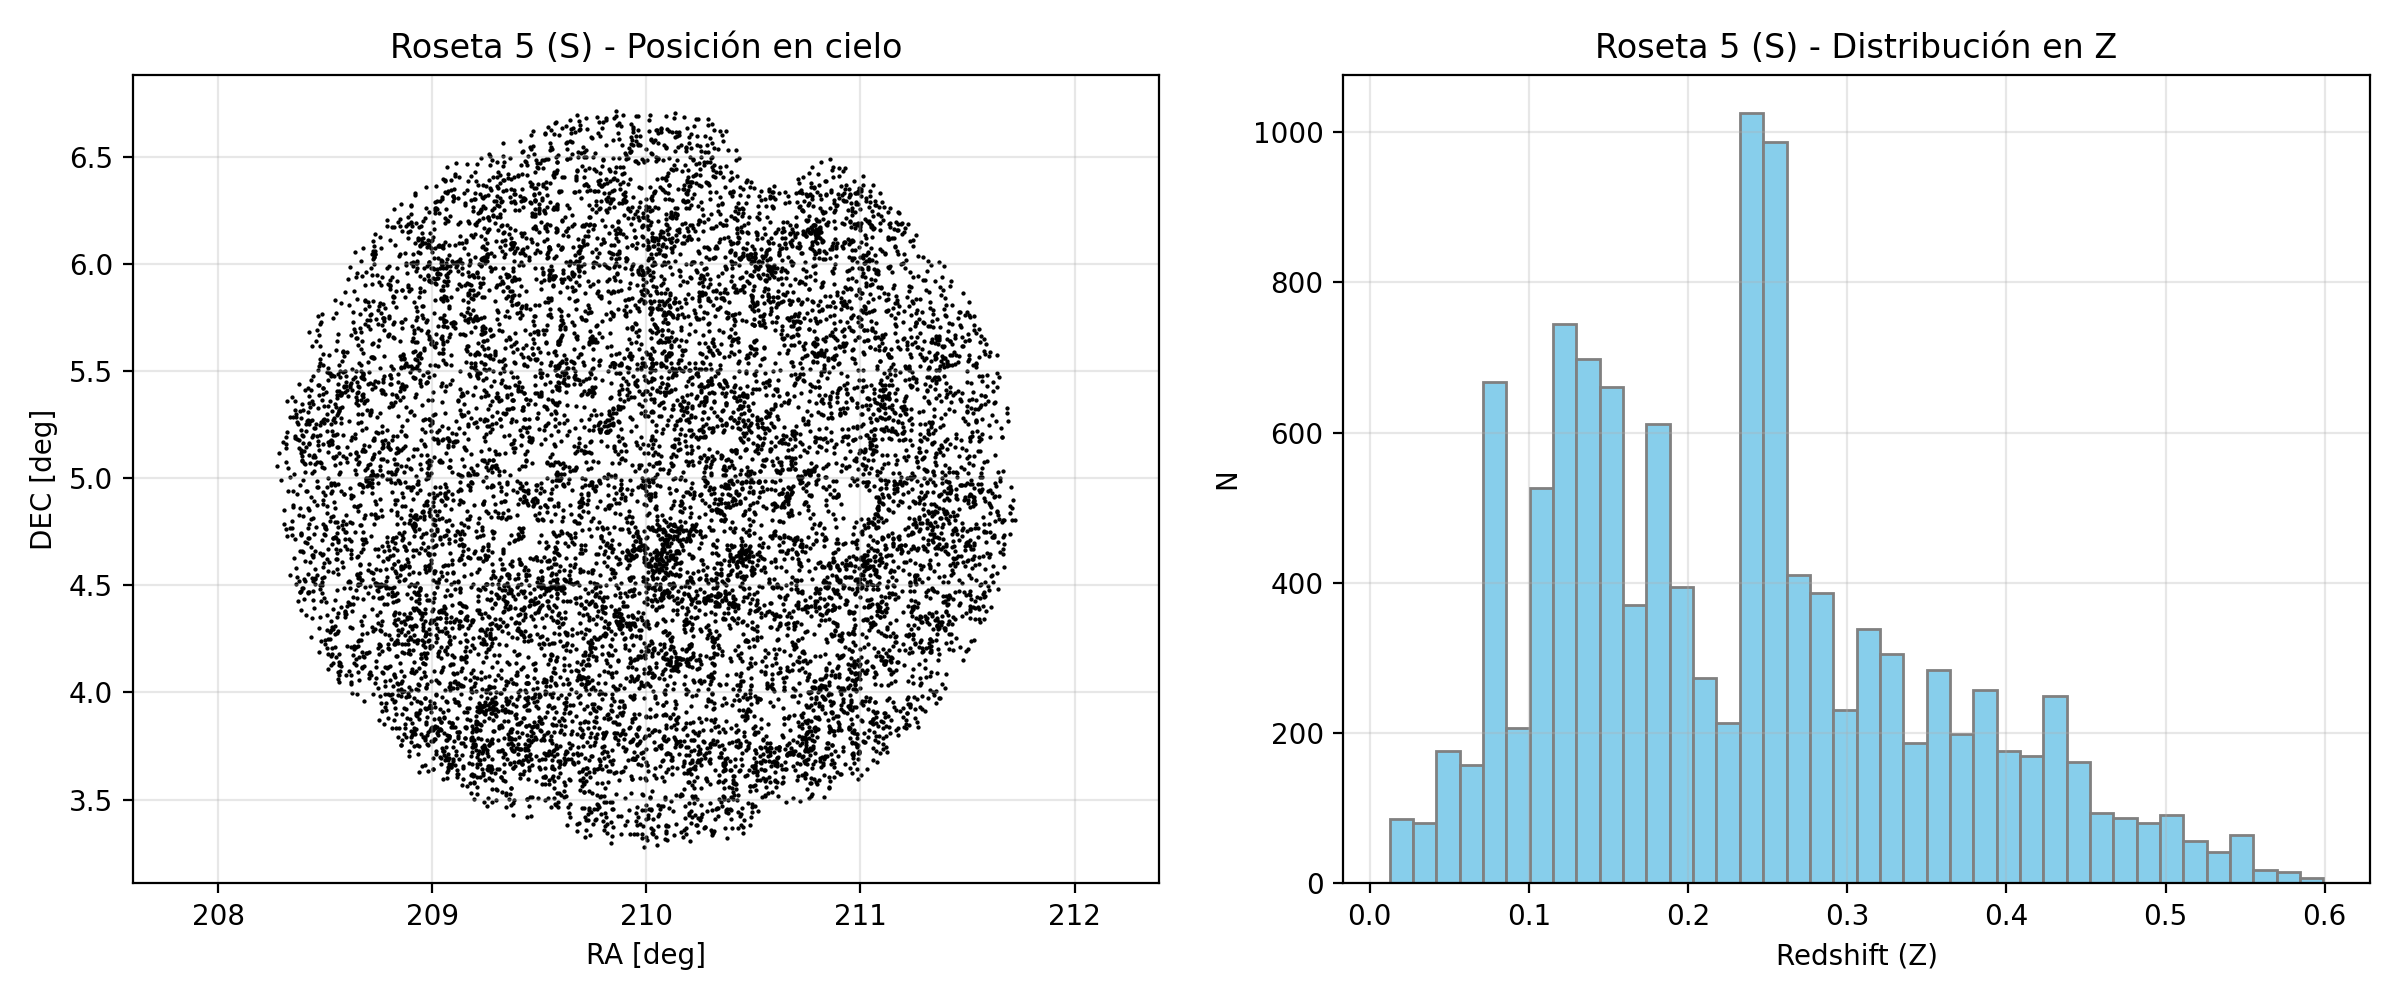 Roseta 5 (S) - Posición en cielo
6.5
6.0
5.5
5.0
4.5
4.0
3.5
DEC [deg]
208 209 210 211 212
RA [deg]
Roseta 5 (S) - Distribución en Z
1000
800
600
400
200
0
N
0.0 0.1 0.2 0.3 0.4 0.5 0.6
Redshift (Z)